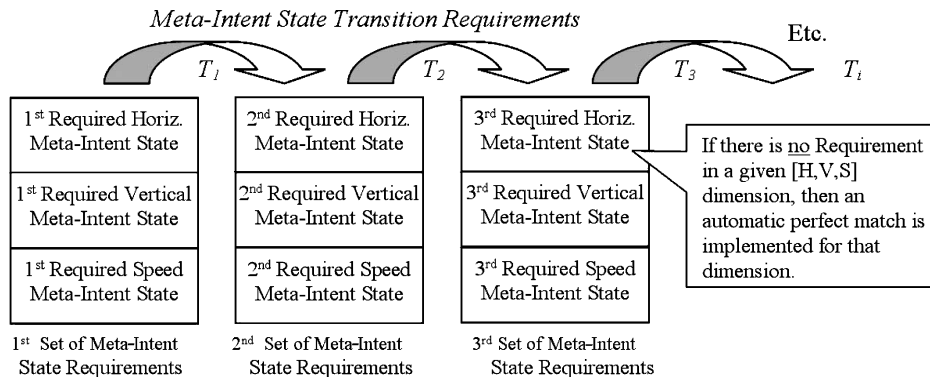 Meta-Intent State Transition Requirements
Etc.
T1
T2
T3
Ti
1st Required Horiz.
Meta-Intent State
1st Required Vertical
Meta-Intent State
1st Required Speed
Meta-Intent State
1st Set of Meta-Intent
State Requirements
2nd Required Horiz.
Meta-Intent State
2nd Required Vertical
Meta-Intent State
2nd Required Speed
Meta-Intent State
2nd Set of Meta-Intent
State Requirements
3rd Required Horiz.
Meta-Intent State
3rd Required Vertical
Meta-Intent State
3rd Required Speed
Meta-Intent State
3rd Set of Meta-Intent
State Requirements
If there is no Requirement
in a given [H,V,S]
dimension, then an
automatic perfect match is
implemented for that
dimension.